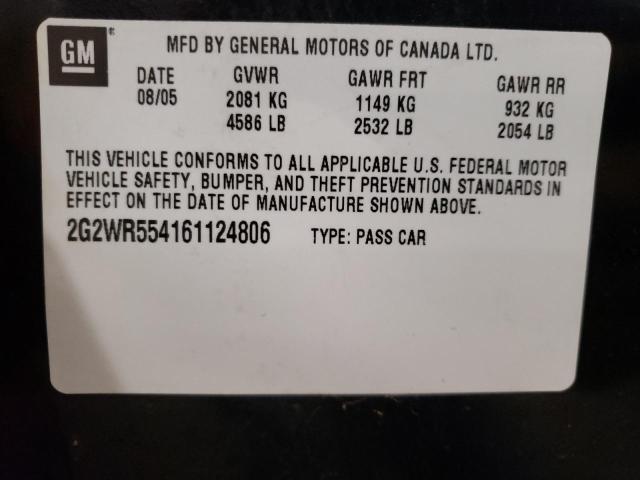 GM®
MFD BY GENERAL MOTORS OF CANADA LTD.
DATE GVWR GAWR FRT GAWR RR
08/05 2081 KG 1149 KG 932 KG
4586 LB 2532 LB 2054 LB
THIS VEHICLE CONFORMS TO ALL APPLICABLE U.S. FEDERAL MOTOR
VEHICLE SAFETY, BUMPER, AND THEFT PREVENTION STANDARDS IN
EFFECT ON THE DATE OF MANUFACTURE SHOWN ABOVE.
2G2WR554161124806 TYPE: PASS CAR